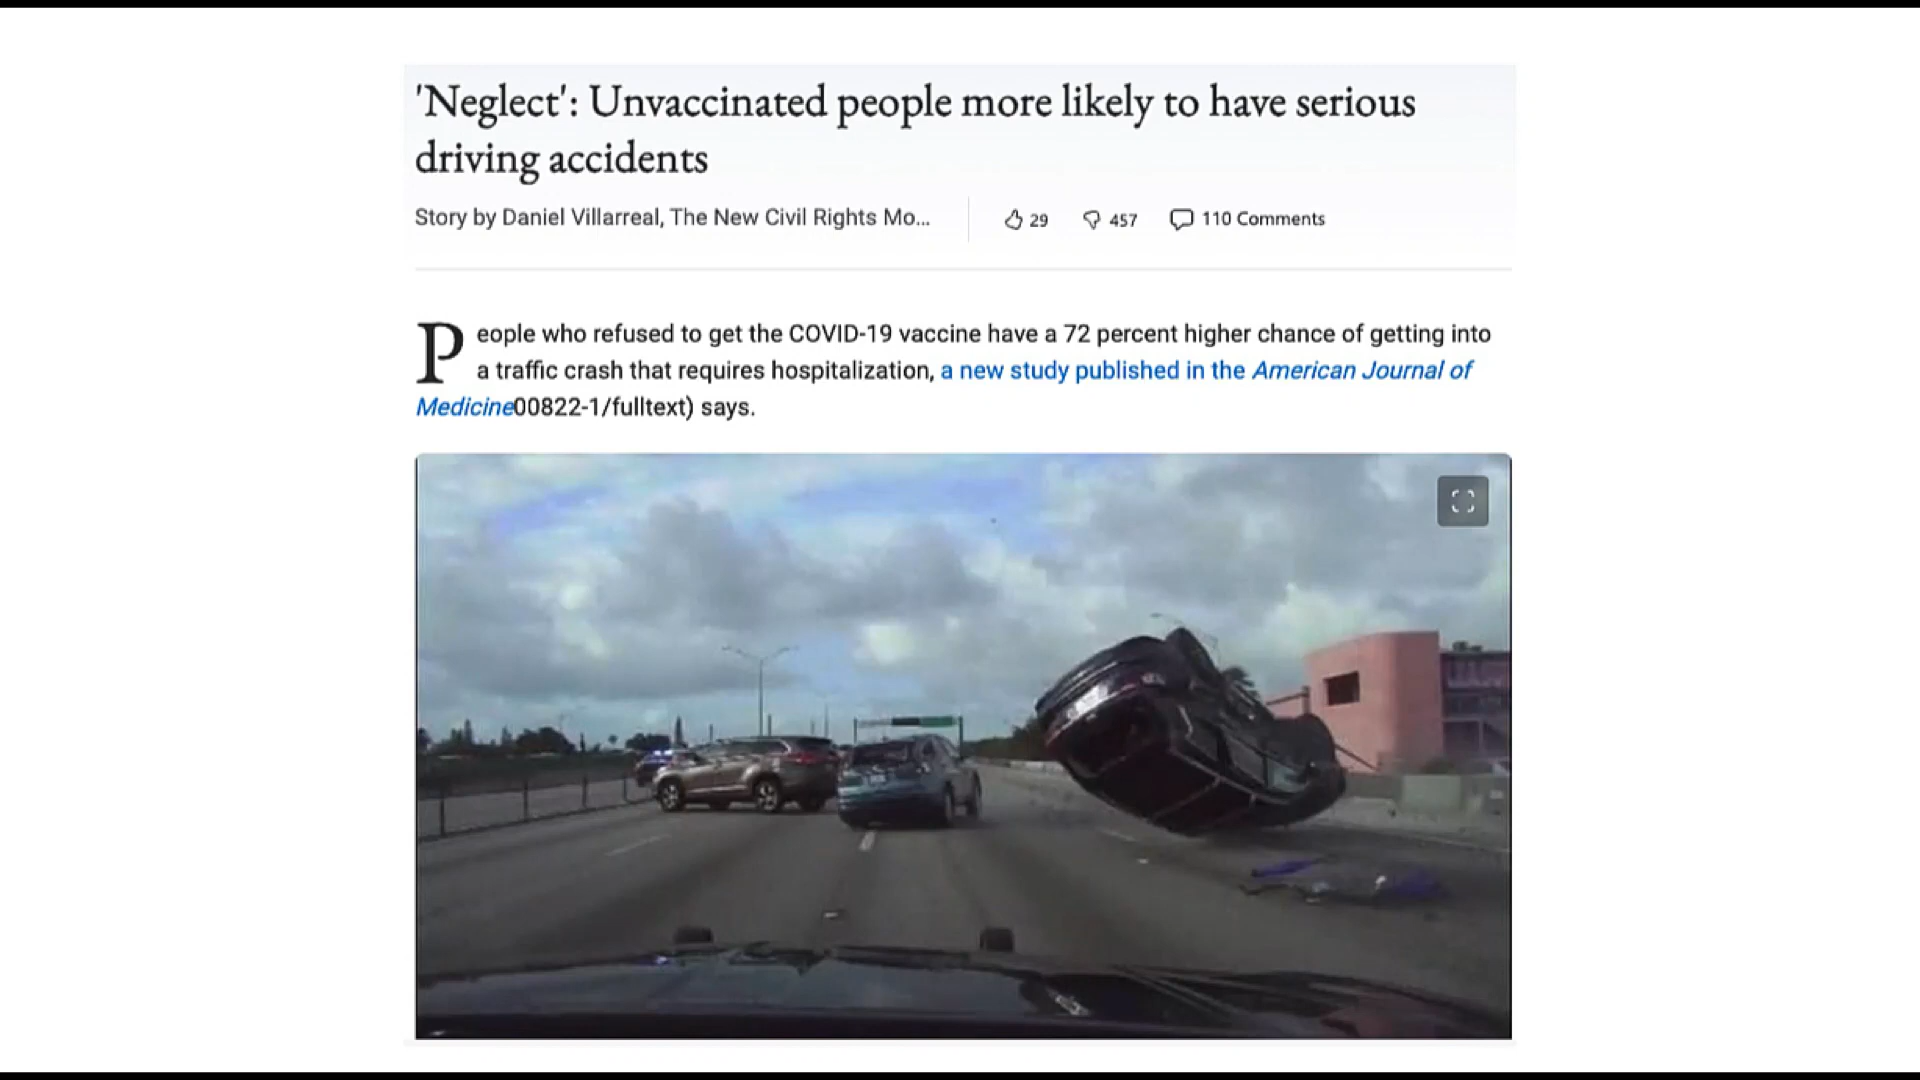 'Neglect': Unvaccinated people more likely to have serious
driving accidents
Story by Daniel Villarreal, The New Civil Rights Mo... 29 457 110 Comments
People who refused to get the COVID-19 vaccine have a 72 percent higher chance of getting into
a traffic crash that requires hospitalization, a new study published in the American Journal of
Medicine00822-1/fulltext) says.